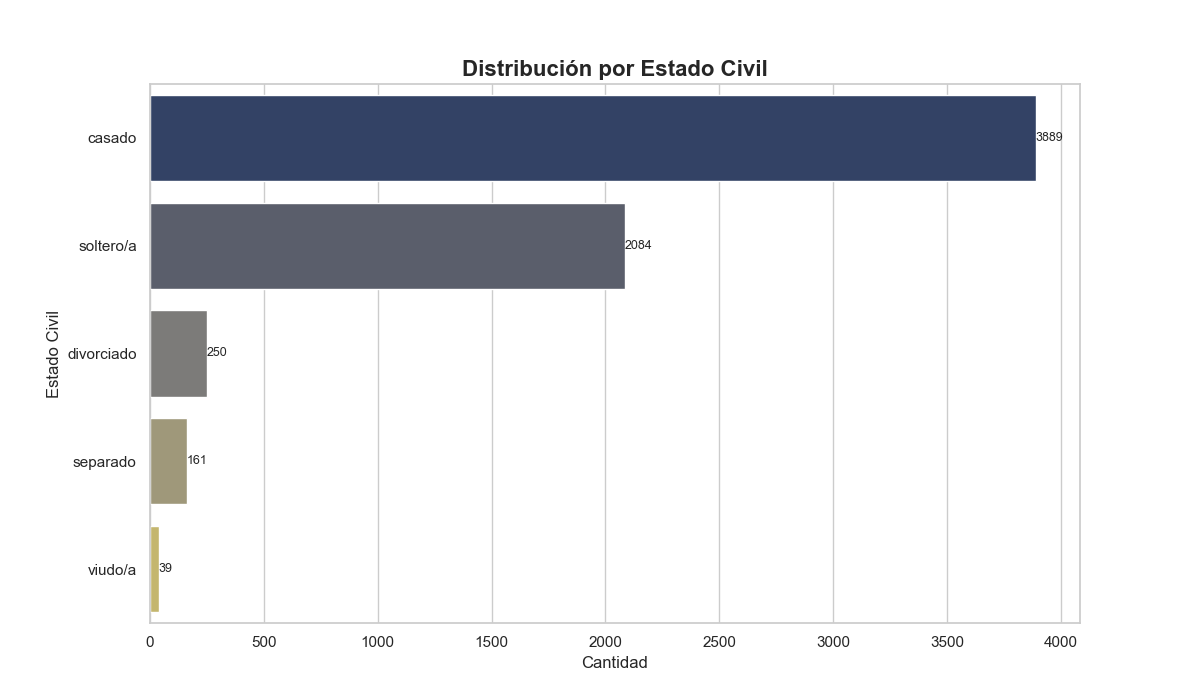 Distribución por Estado Civil
Estado Civil
casado
3889
soltero/a
2084
divorciado
250
separado
161
viudo/a
39
0
500
1000
1500
2000
2500
3000
3500
4000
Cantidad